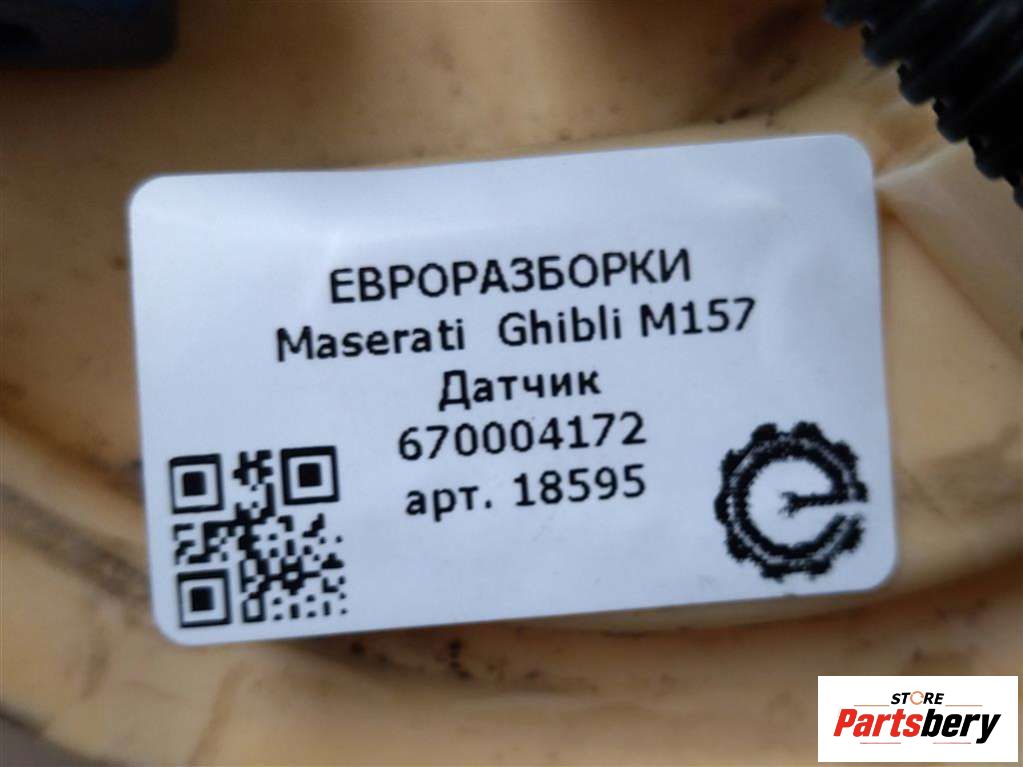 ЕВРОРАЗБОРКИ
Maserati Ghibli M157
Датчик
670004172
арт. 18595
STORE
Partsbery